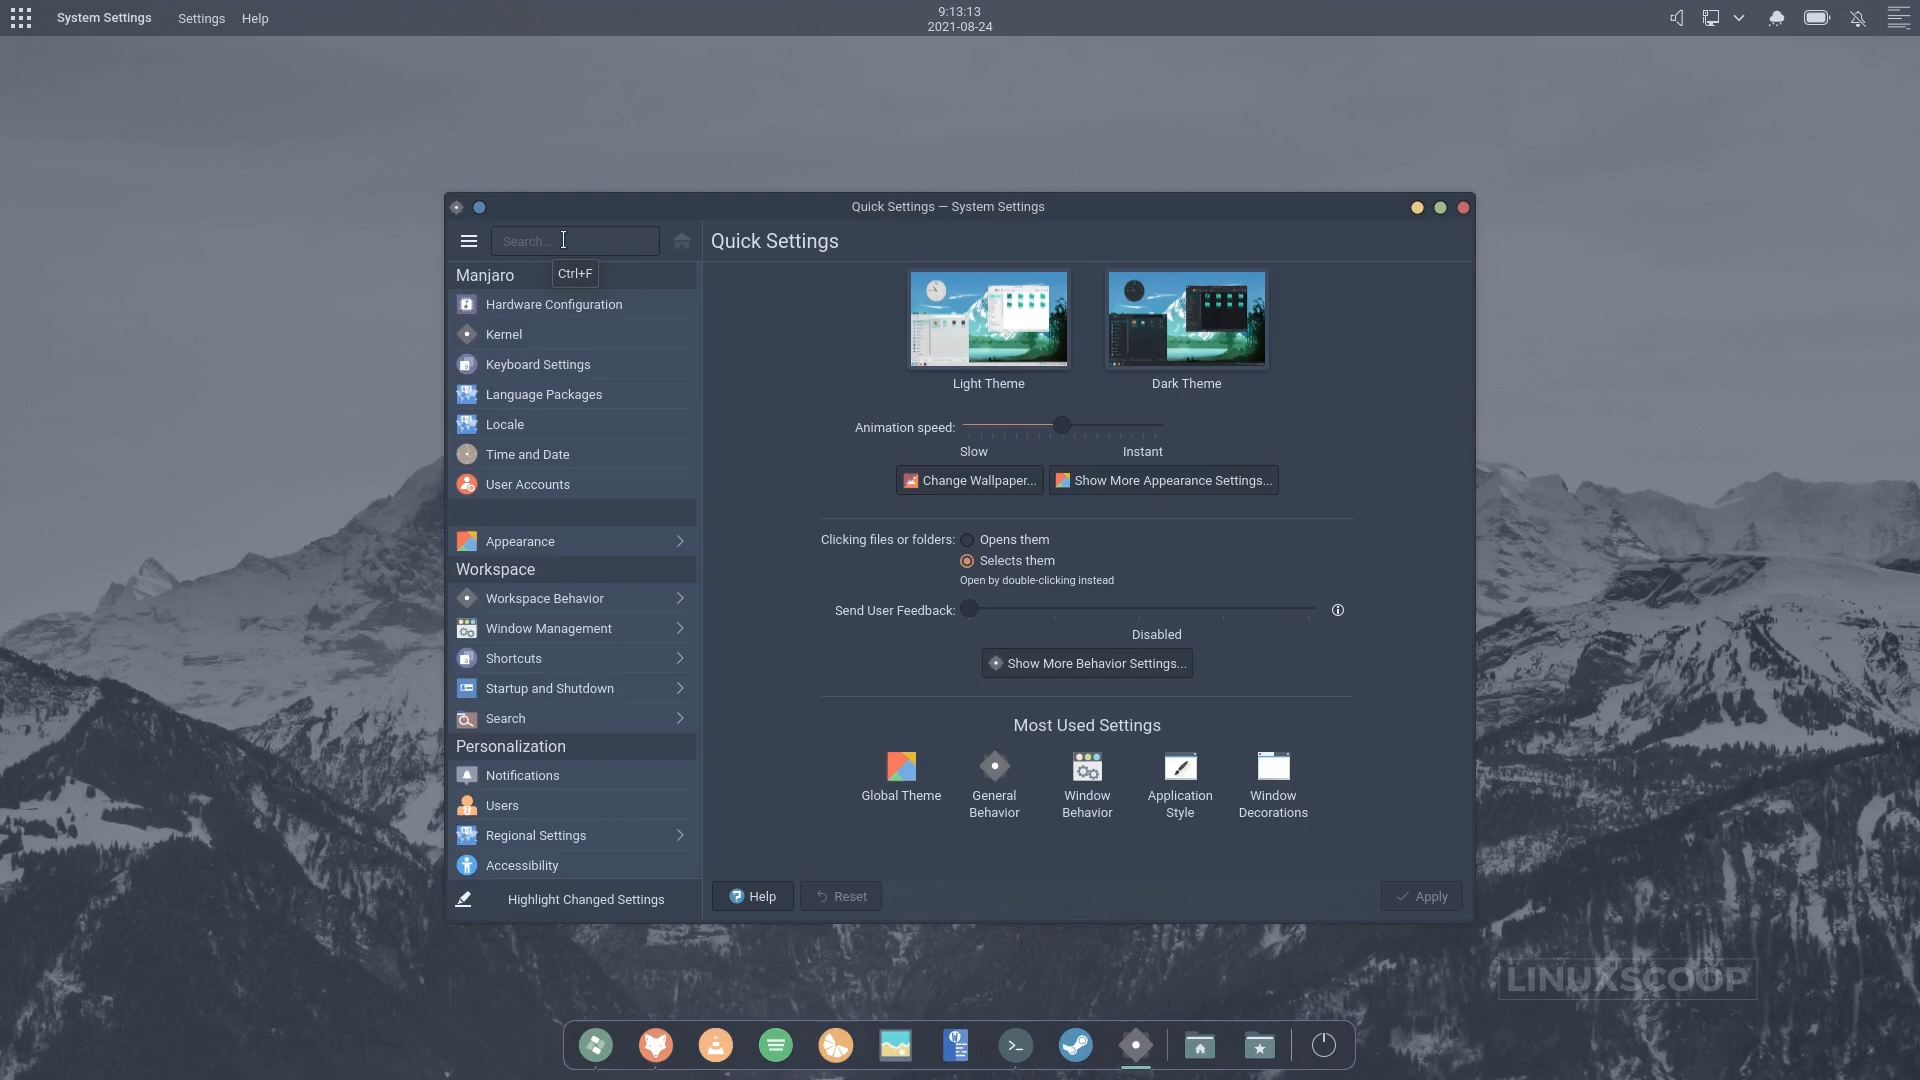 System Settings
Settings
Help
9:13:13
2021-08-24
Quick Settings — System Settings
Search...
Quick Settings
Manjaro
Ctrl+F
Hardware Configuration
Kernel
Keyboard Settings
Language Packages
Locale
Time and Date
User Accounts
Appearance
Workspace
Workspace Behavior
Window Management
Shortcuts
Startup and Shutdown
Search
Personalization
Notifications
Users
Regional Settings
Accessibility
Highlight Changed Settings
Light Theme
Dark Theme
Animation speed:
Slow
Instant
Change Wallpaper...
Show More Appearance Settings...
Clicking files or folders:
Opens them
Selects them
Open by double-clicking instead
Send User Feedback:
Disabled
Show More Behavior Settings...
Most Used Settings
Global Theme
General
Behavior
Window
Behavior
Application
Style
Window
Decorations
Help
Reset
Apply
LINUXSCOOP